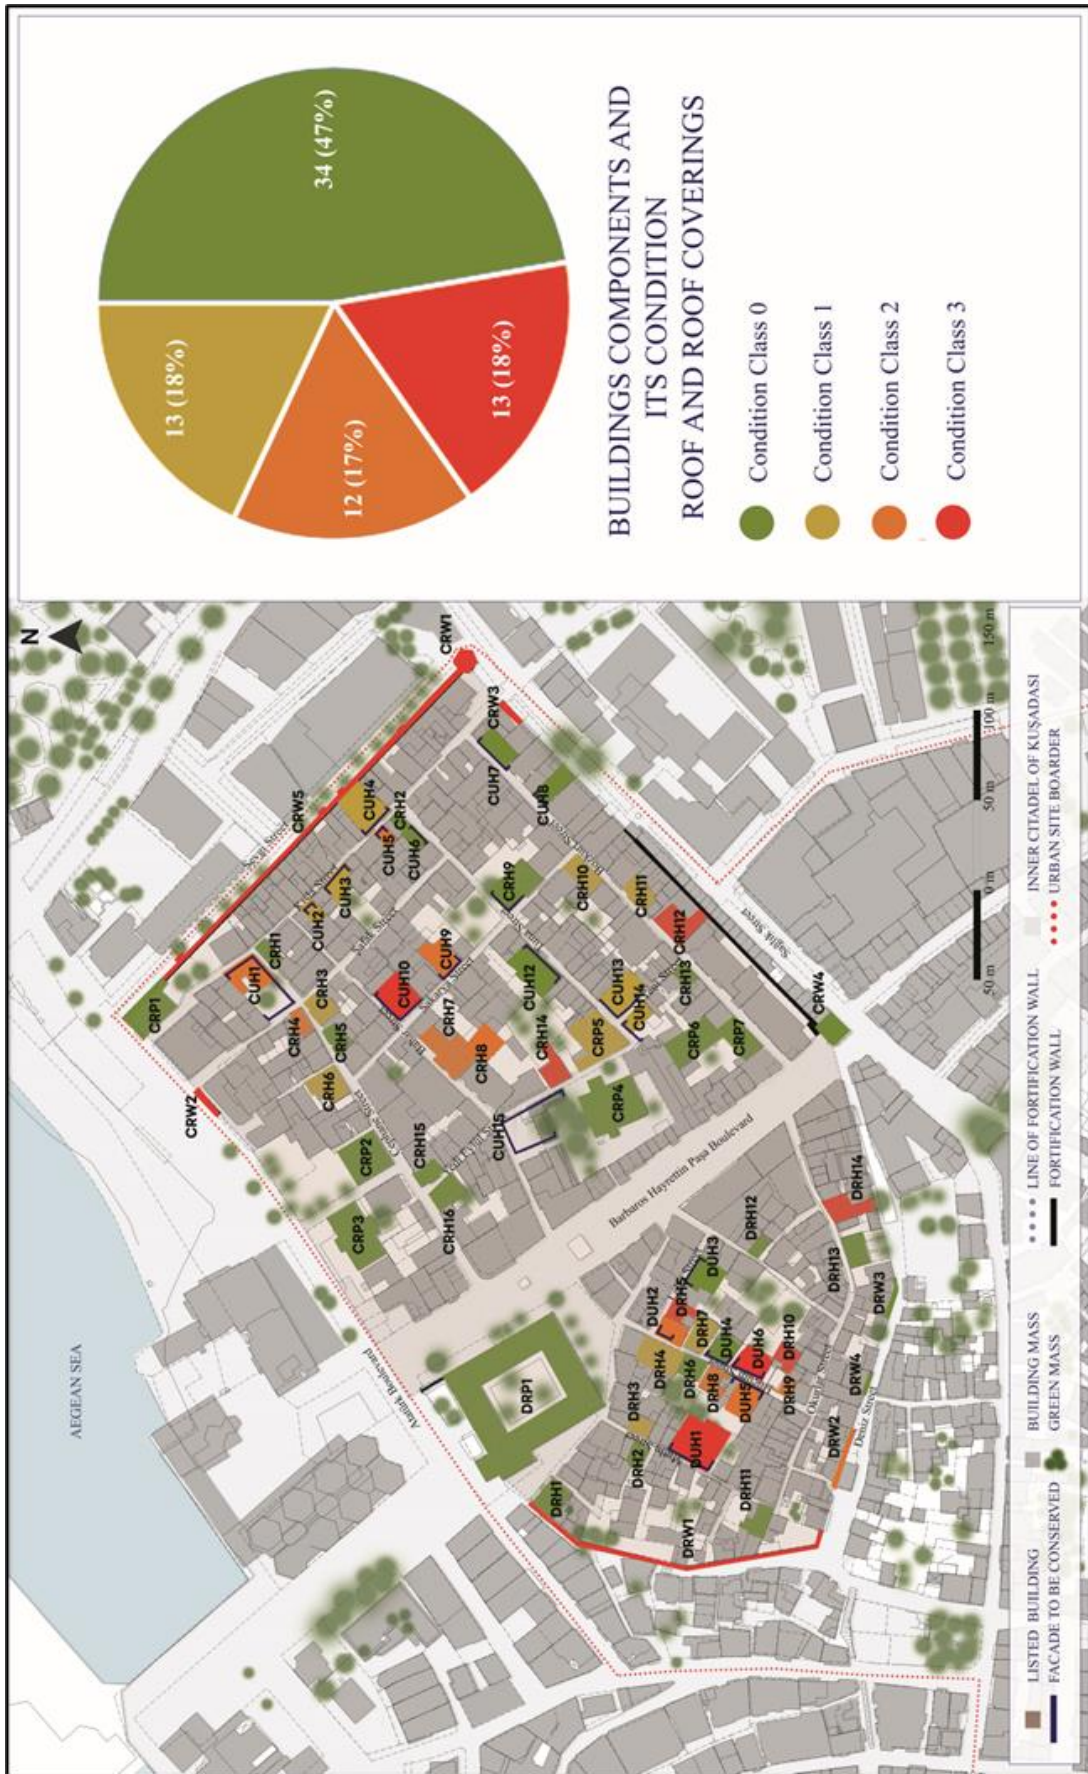 BUILDINGS COMPONENTS AND
ITS CONDITION
ROOF AND ROOF COVERINGS
34 (47%)
13 (18%)
12 (17%)
13 (18%)
Condition Class 0
Condition Class 1
Condition Class 2
Condition Class 3
N
AEGEAN SEA
CRW1
CRW3
CRW5
CUH7
CUH4
CRH2
CUH5
CUH6
CUH8
CUH3
CUH2
CRH9
CRH10
CRH11
CRH12
CRH1
CRP1
CUH1
CRH3
CRH4
CRH5
CRH6
CUH9
CUH10
CRH7
CRH8
CUH12
CUH13
CUH14
CRH13
CRH14
CRP5
CRP6
CRP7
CRW4
CRW2
CRP4
CUH15
CRH15
CRP2
CRP3
CRH16
Sağlık Street
Barbaros Hayrettin Paşa Boulevard
Atatürk Boulevard
DRP1
DRH1
DRH2
DRH3
DRH4
DUH2
DRH5
DUH3
DRH12
DRH14
DRH13
DRH7
DUH4
DRH6
DRH8
DUH5
DUH6
DRH10
DRH9
DUH1
DRH11
DRW1
DRW2
DRW4
DRW3
Deniz Street
50 m
0 m
50 m
100 m
150 m
LISTED BUILDING
FACADE TO BE CONSERVED
BUILDING MASS
GREEN MASS
LINE OF FORTIFICATION WALL
FORTIFICATION WALL
INNER CITADEL OF KUŞADASI
URBAN SITE BOARDER